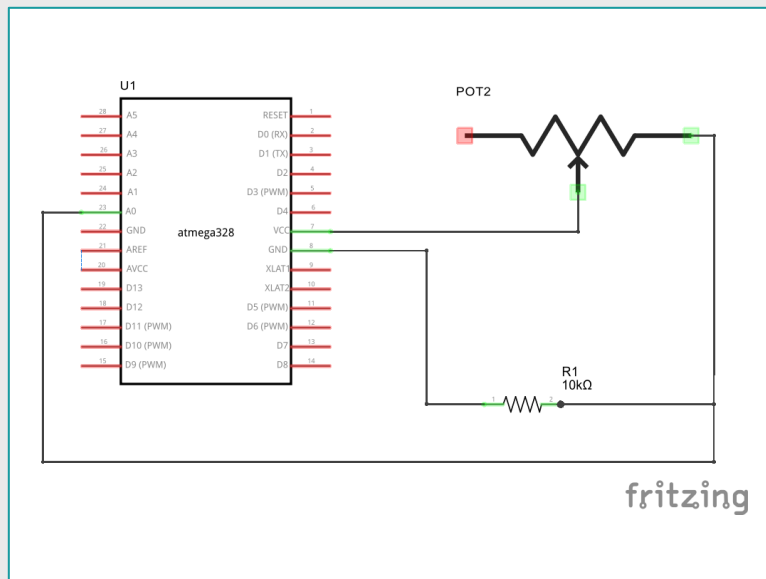 U1
POT2
28 A5 RESET 1
27 A4 D0 (RX) 2
26 A3 D1 (TX) 3
25 A2 D2 4
24 A1 D3 (PWM) 5
23 A0 D4 6
22 GND VCC 7
atmega328
21 AREF GND 8
20 AVCC XLAT1 9
19 D13 XLAT2 10
18 D12 D5 (PWM) 11
17 D11 (PWM) D6 (PWM) 12
16 D10 (PWM) D7 13
15 D9 (PWM) D8 14
R1
10kΩ
1 2
fritzing